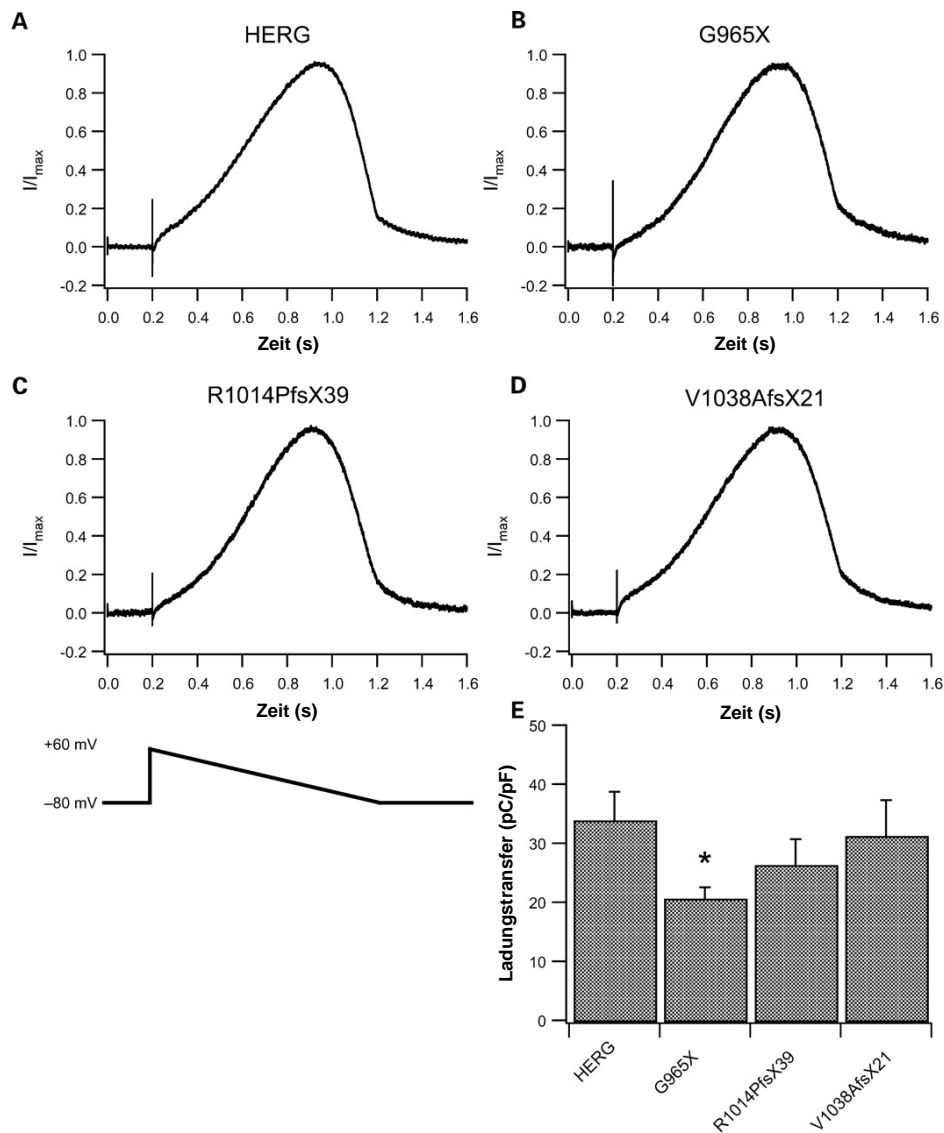 A
HERG
1.0
0.8
0.6
0.4
0.2
0.0
-0.2
I/Imax
0.0 0.2 0.4 0.6 0.8 1.0 1.2 1.4 1.6
Zeit (s)
B
G965X
1.0
0.8
0.6
0.4
0.2
0.0
-0.2
I/Imax
0.0 0.2 0.4 0.6 0.8 1.0 1.2 1.4 1.6
Zeit (s)
C
R1014PfsX39
1.0
0.8
0.6
0.4
0.2
0.0
-0.2
I/Imax
0.0 0.2 0.4 0.6 0.8 1.0 1.2 1.4 1.6
Zeit (s)
D
V1038AfsX21
1.0
0.8
0.6
0.4
0.2
0.0
-0.2
I/Imax
0.0 0.2 0.4 0.6 0.8 1.0 1.2 1.4 1.6
Zeit (s)
+60 mV
–80 mV
E
50
40
30
20
10
0
Ladungstransfer (pC/pF)
*
HERG
G965X
R1014PfsX39
V1038AfsX21